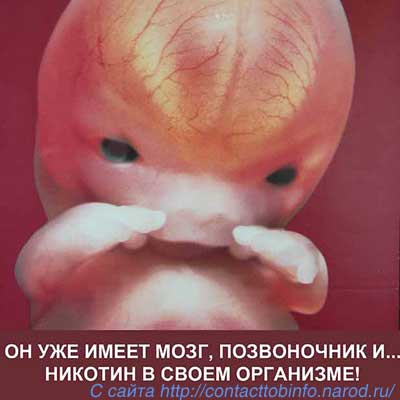 ОН УЖЕ ИМЕЕТ МОЗГ, ПОЗВОНОЧНИК И...
НИКОТИН В СВОЕМ ОРГАНИЗМЕ!
С сайта http://contacttobinfo.narod.ru/